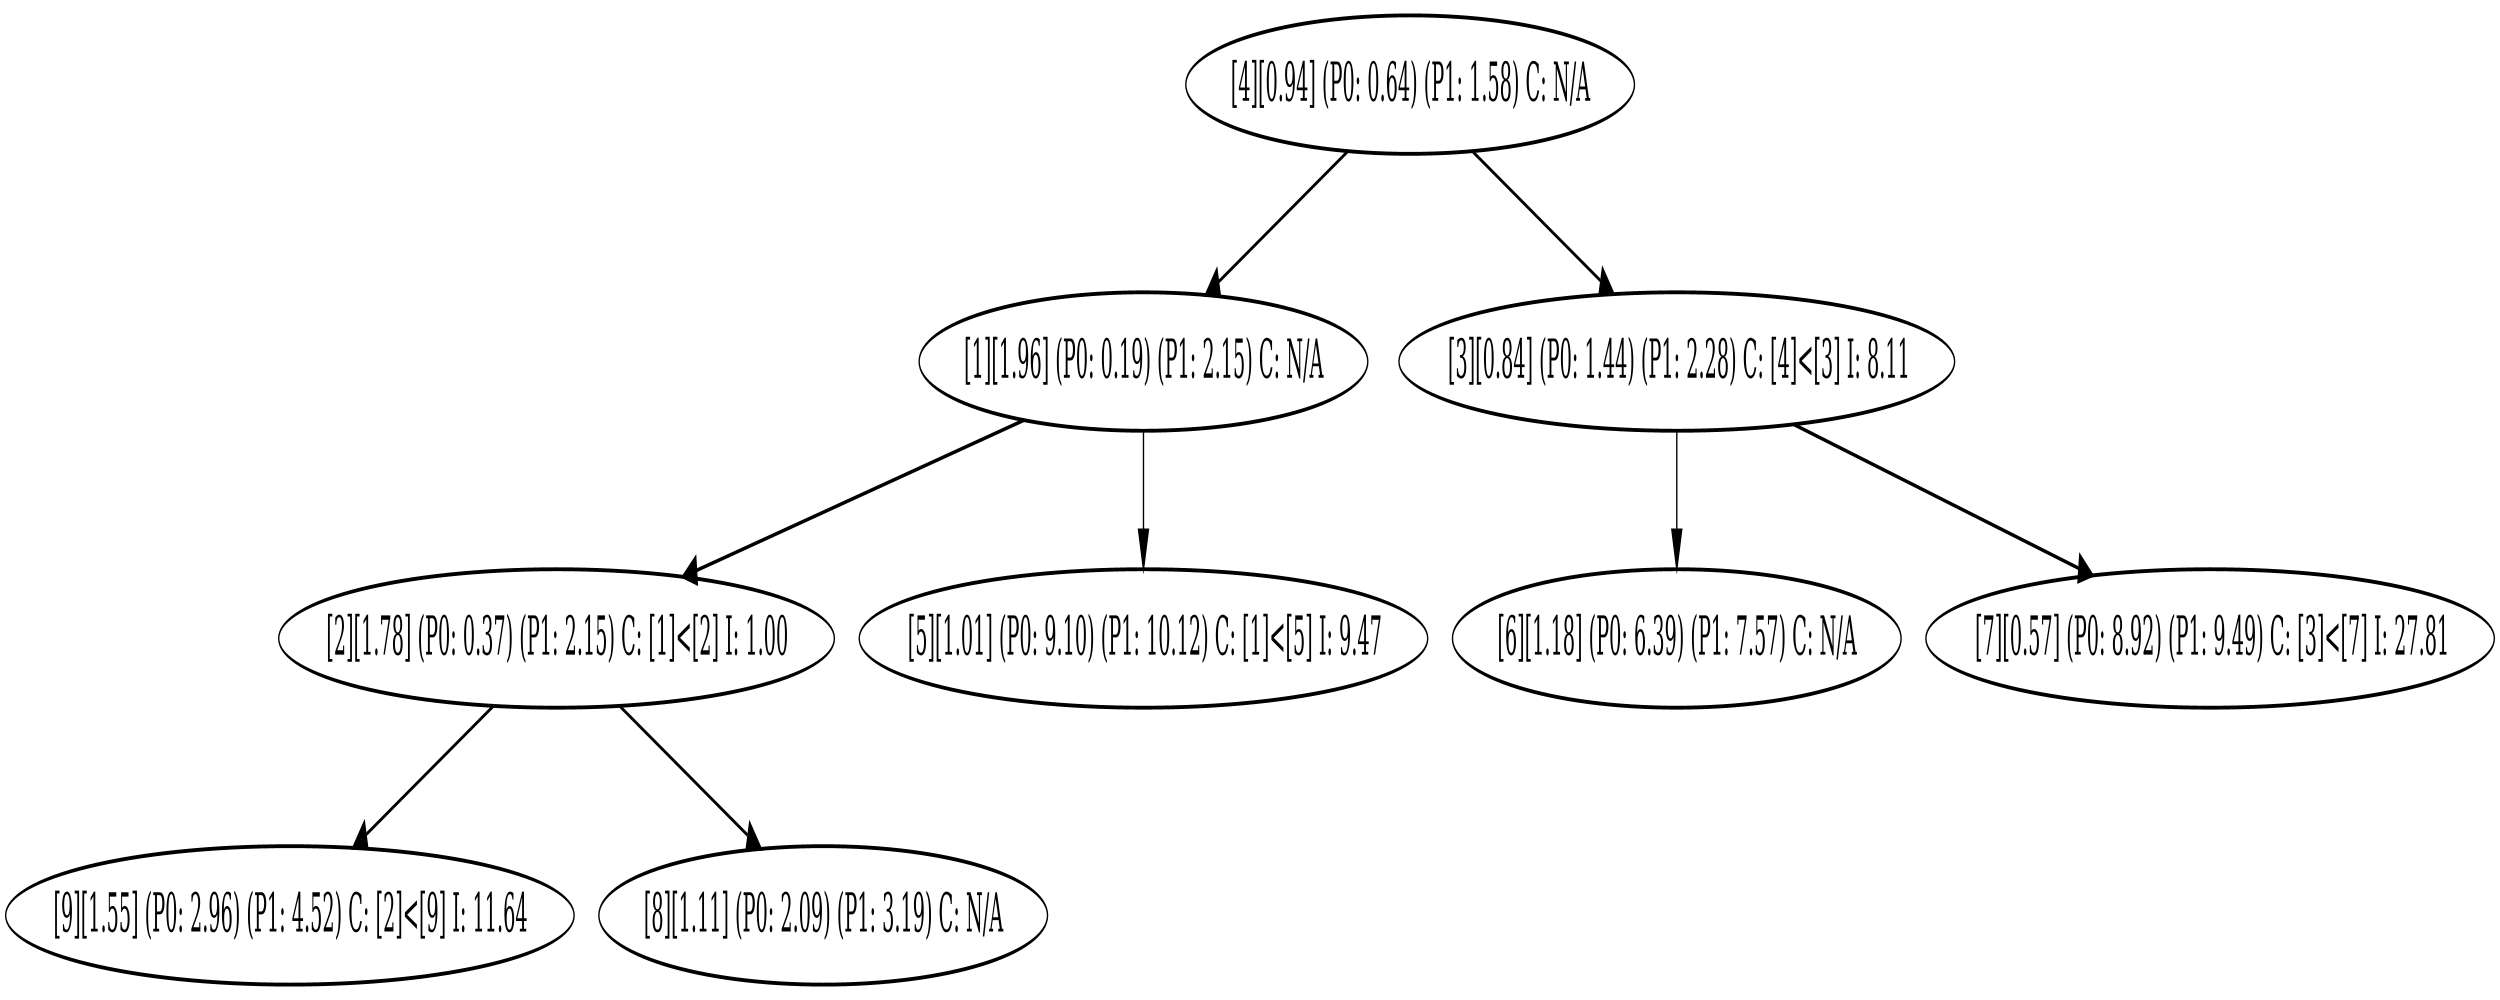 [4][0.94] (P0: 0.64) (P1: 1.58) C: N/A
[1][1.96] (P0: 0.19) (P1: 2.15) C: N/A
[3][0.84] (P0: 1.44) (P1: 2.28) C: [4]<[3] I: 8.11
[2][1.78] (P0: 0.37) (P1: 2.15) C: [1]<[2] I: 1.00
[5][1.01] (P0: 9.10) (P1: 10.12) C: [1]<[5] I: 9.47
[6][1.18] (P0: 6.39) (P1: 7.57) C: N/A
[7][0.57] (P0: 8.92) (P1: 9.49) C: [3]<[7] I: 27.81
[9][1.55] (P0: 2.96) (P1: 4.52) C: [2]<[9] I: 11.64
[8][1.11] (P0: 2.09) (P1: 3.19) C: N/A